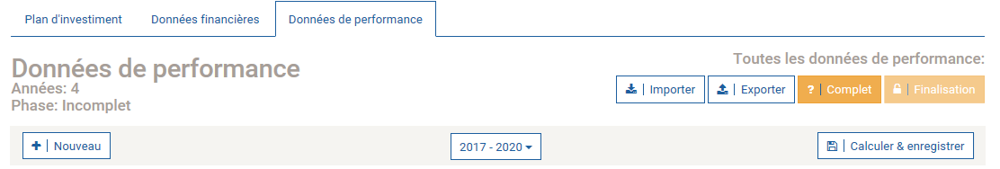 Plan d'investiment Données financières Données de performance
Données de performance
Années: 4
Phase: Incomplet
Toutes les données de performance:
Importer Exporter ? Complet Finalisation
Nouveau 2017 - 2020 Calculer & enregistrer